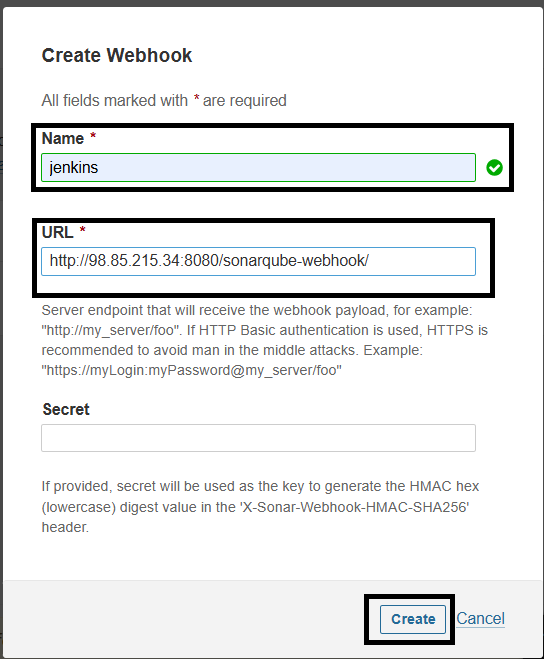 Create Webhook
All fields marked with * are required
Name *
jenkins
URL *
http://98.85.215.34:8080/sonarqube-webhook/
Server endpoint that will receive the webhook payload, for example:
"http://my_server/foo". If HTTP Basic authentication is used, HTTPS is
recommended to avoid man in the middle attacks. Example:
"https://myLogin:myPassword@my_server/foo"
Secret
If provided, secret will be used as the key to generate the HMAC hex
(lowercase) digest value in the 'X-Sonar-Webhook-HMAC-SHA256'
header.
Create Cancel